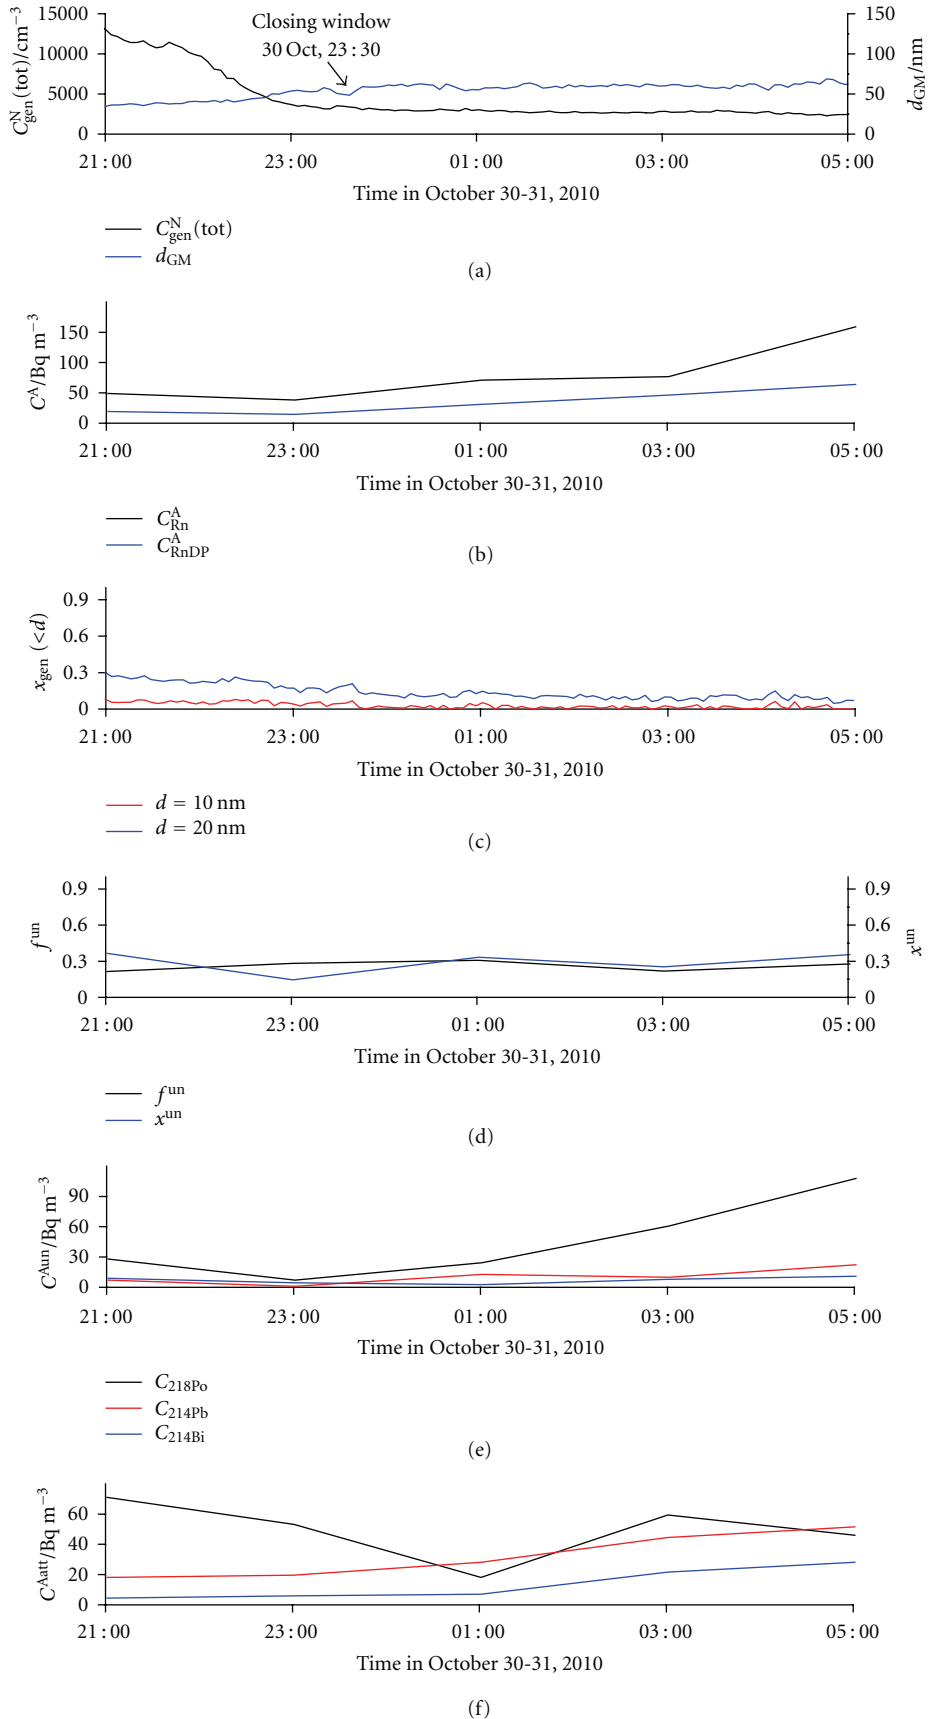 15000
10000
5000
0
C^N_gen(tot)/cm^−3
150
100
50
0
d_GM/nm
Closing window
30 Oct, 23:30
21:00 23:00 01:00 03:00 05:00
Time in October 30-31, 2010
C^N_gen(tot)
d_GM
(a)
150
100
50
0
C^A/Bq m^−3
21:00 23:00 01:00 03:00 05:00
Time in October 30-31, 2010
C^A_Rn
C^A_RnDP
(b)
0.9
0.6
0.3
0
x_gen (<d)
21:00 23:00 01:00 03:00 05:00
Time in October 30-31, 2010
d = 10 nm
d = 20 nm
(c)
0.9
0.6
0.3
0
f^un
0.9
0.6
0.3
0
x^un
21:00 23:00 01:00 03:00 05:00
Time in October 30-31, 2010
f^un
x^un
(d)
90
60
30
0
C^Aun/Bq m^−3
21:00 23:00 01:00 03:00 05:00
Time in October 30-31, 2010
C_218Po
C_214Pb
C_214Bi
(e)
60
40
20
0
C^Aatt/Bq m^−3
21:00 23:00 01:00 03:00 05:00
Time in October 30-31, 2010
(f)